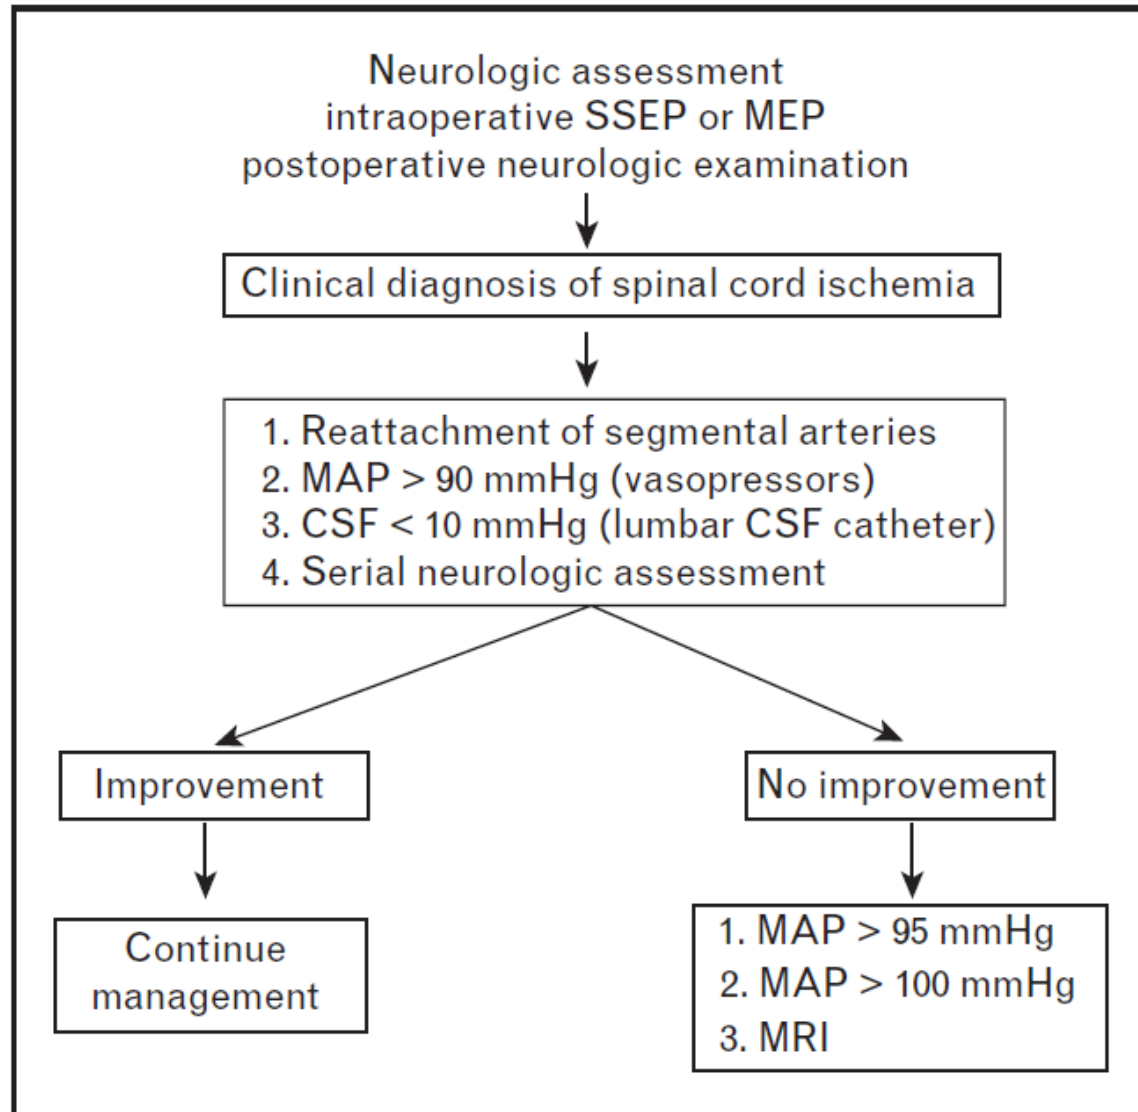 Neurologic assessment
intraoperative SSEP or MEP
postoperative neurologic examination
Clinical diagnosis of spinal cord ischemia
1. Reattachment of segmental arteries
2. MAP > 90 mmHg (vasopressors)
3. CSF < 10 mmHg (lumbar CSF catheter)
4. Serial neurologic assessment
Improvement
No improvement
Continue
management
1. MAP > 95 mmHg
2. MAP > 100 mmHg
3. MRI